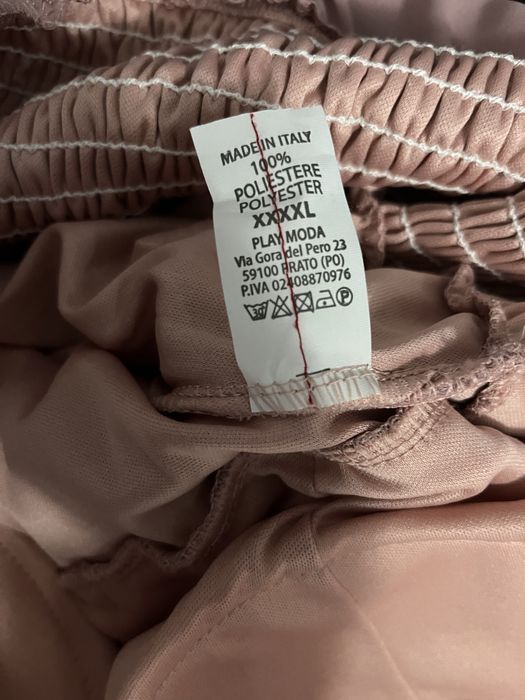 MADE IN ITALY
100%
POLIESTERE
POLYESTER
XXXXL
PLAY MODA
Via Gora del Pero 23
59100 PRATO (PO)
P.IVA 02408870976
30 P